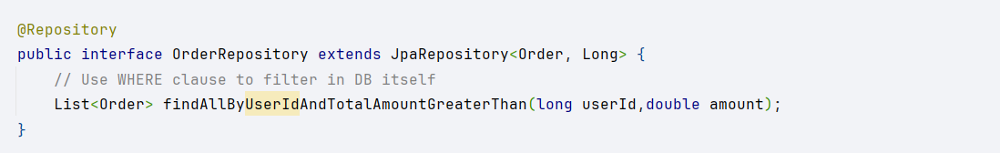 @Repository
public interface OrderRepository extends JpaRepository<Order, Long> {
    // Use WHERE clause to filter in DB itself
    List<Order> findAllByUserIdAndTotalAmountGreaterThan(long userId,double amount);
}